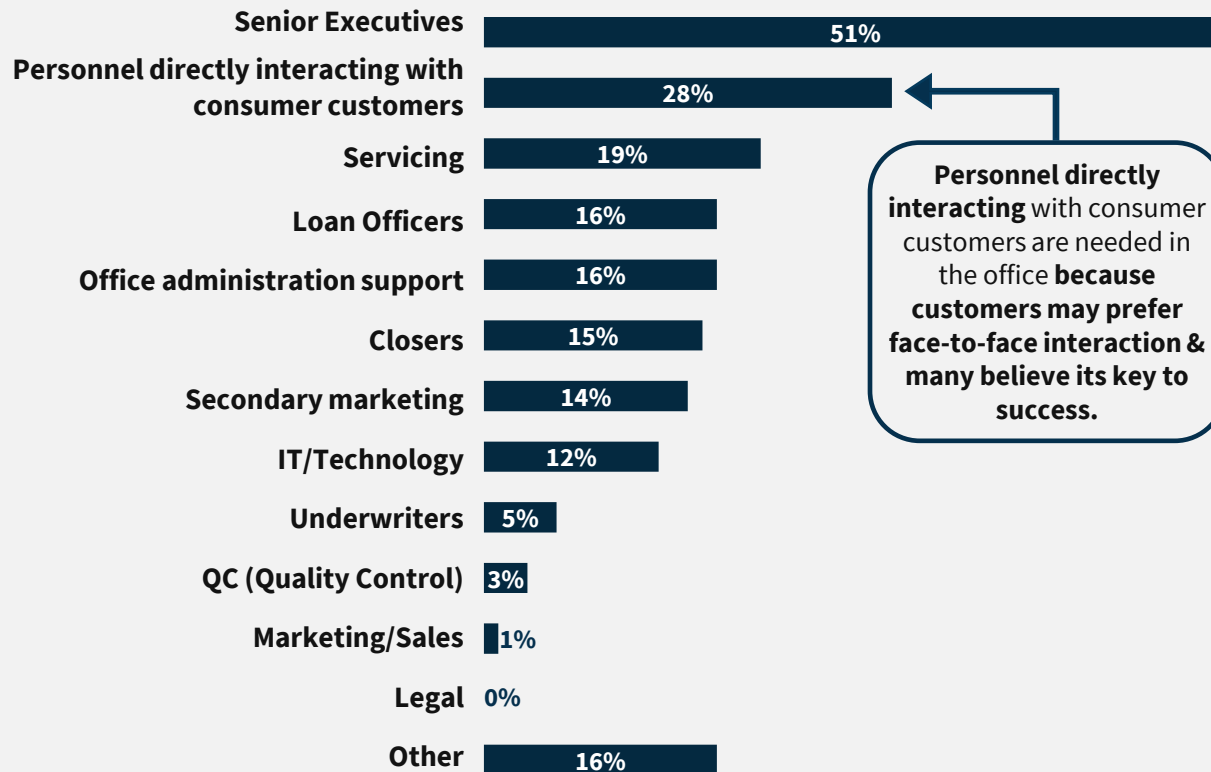 Senior Executives
51%
Personnel directly interacting with
consumer customers
28%
Servicing
19%
Loan Officers
16%
Office administration support
16%
Closers
15%
Secondary marketing
14%
IT/Technology
12%
Underwriters
5%
QC (Quality Control)
3%
Marketing/Sales
1%
Legal
0%
Other
16%
Personnel directly
interacting with consumer
customers are needed in
the office because
customers may prefer
face-to-face interaction &
many believe its key to
success.